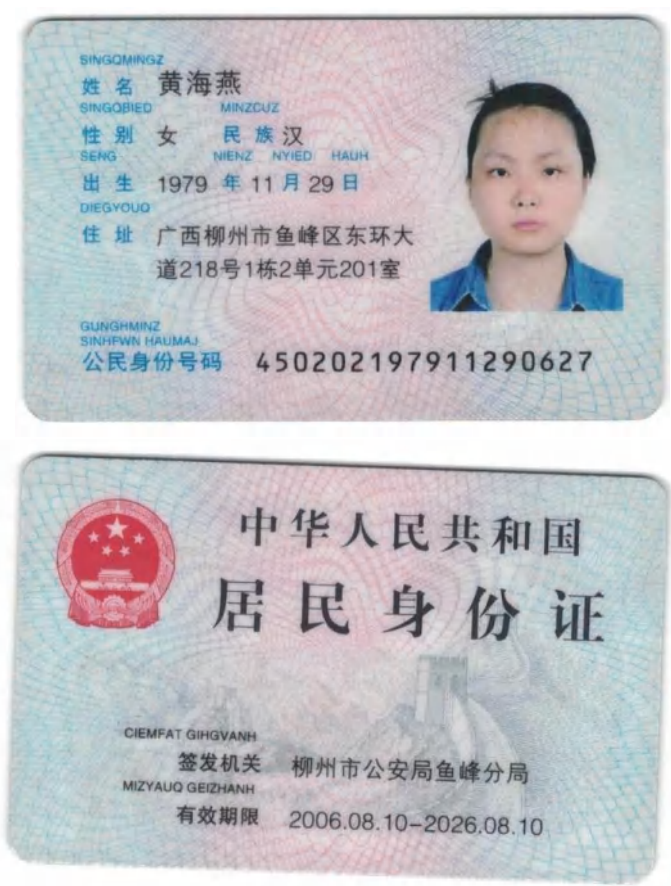 SINGQMINGZ
姓 名 黄海燕
SINGQBIED MINZCUZ
性 别 女 民 族 汉
SENG NIENZ NYIED HAUH
出 生 1979 年 11 月 29 日
DIEGYOUQ
住 址 广西柳州市鱼峰区东环大
道218号1栋2单元201室
GUNGHMINZ
SINHFWN HAUMAJ
公民身份号码 450202197911290627
中华人民共和国
居民身份证
CIEMFAT GIHGVANH
签发机关 柳州市公安局鱼峰分局
MIZYAUQ GEIZHANH
有效期限 2006.08.10-2026.08.10